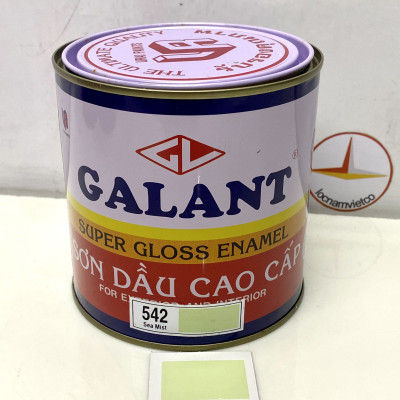 THE ULTIMATE QUALITY
GALANT
®
SUPER GLOSS ENAMEL
SƠN DẦU CAO CẤP
FOR EXTERIOR AND INTERIOR
542
Sea Mist
locnamvietco